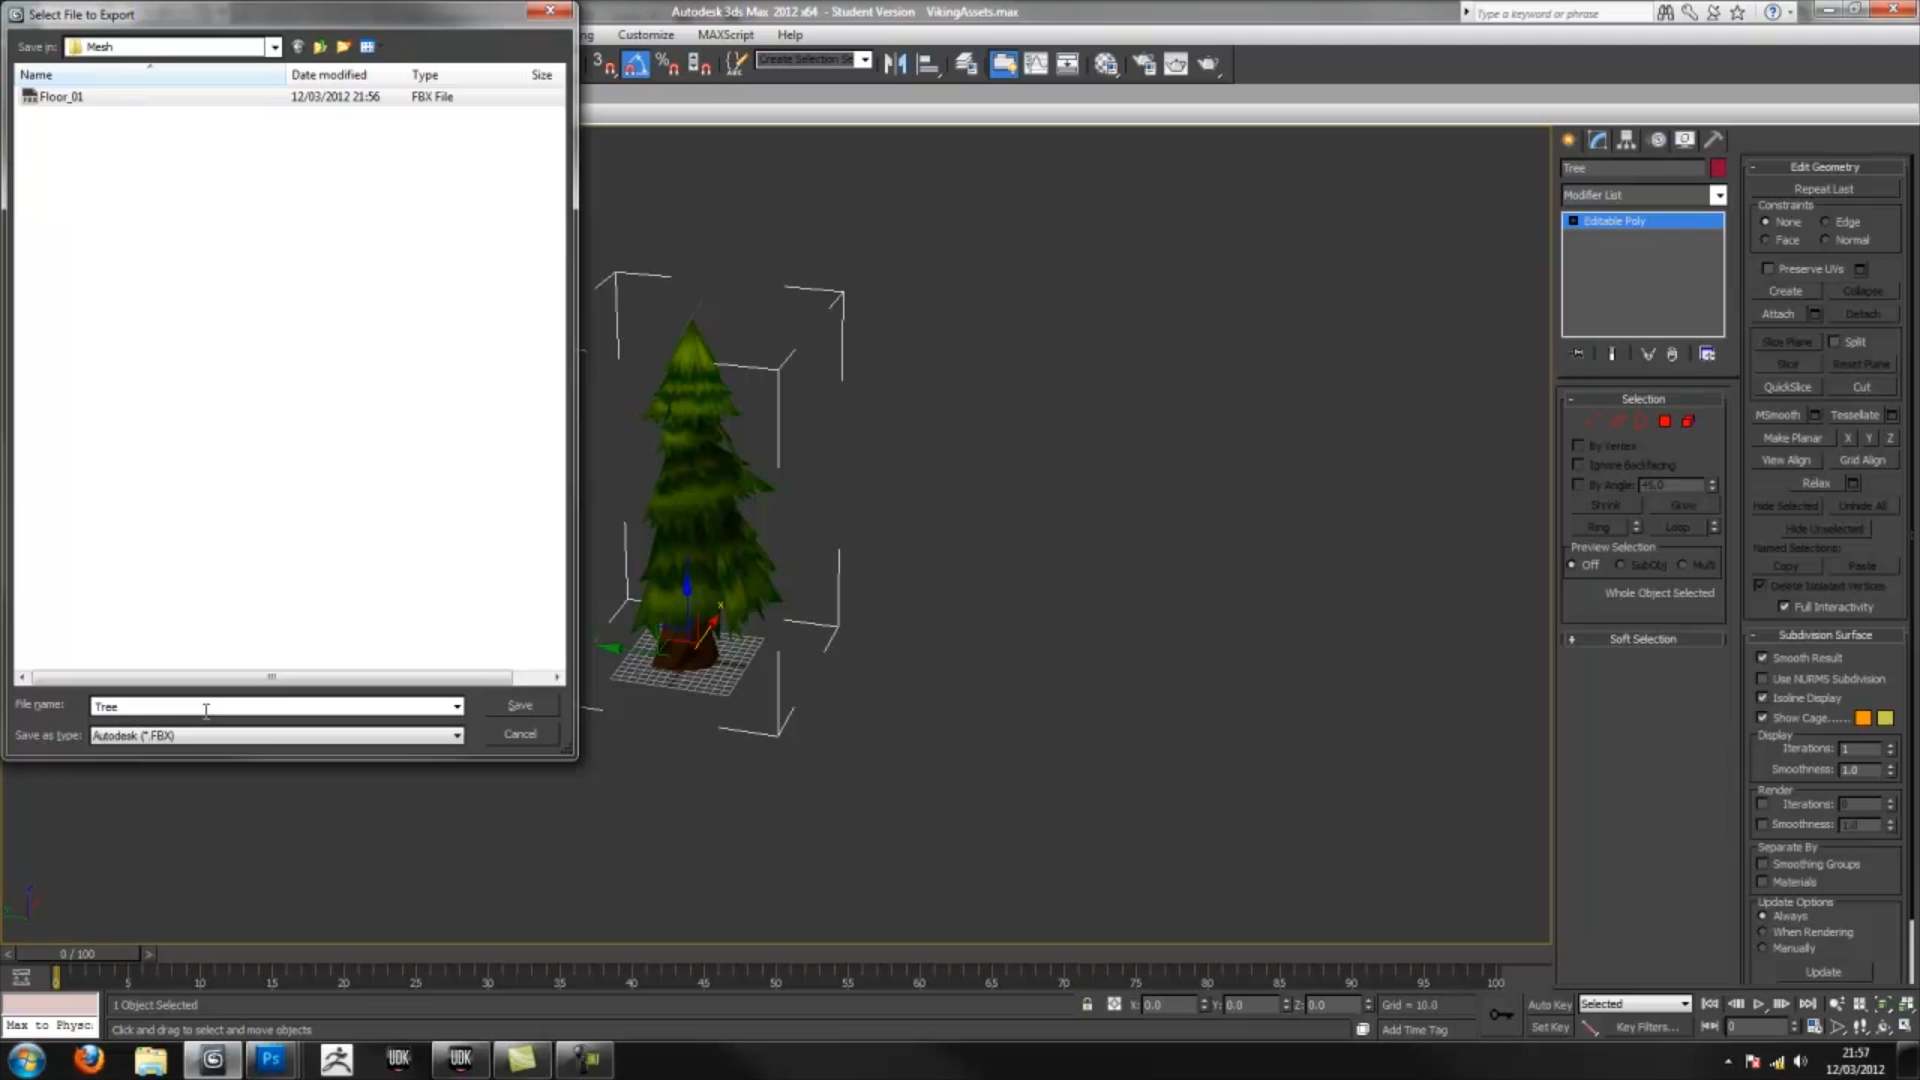 Select File to Export
Autodesk 3ds Max 2012 x64 - Student Version VikingAssets.max
Type a keyword or phrase
Save in: Mesh
Customize MAXScript Help
Create Selection Se
Name Date modified Type Size
Floor_01 12/03/2012 21:56 FBX File
File name: Tree Save
Save as type: Autodesk (*.FBX) Cancel
Tree
Modifier List
Editable Poly
Selection
By Vertex
Ignore Backfacing
By Angle: 45.0
Shrink Grow
Ring Loop
Preview Selection
Off SubObj Multi
Whole Object Selected
Soft Selection
Edit Geometry
Repeat Last
Constraints
None Edge
Face Normal
Preserve UVs
Create Collapse
Attach Detach
Slice Plane Split
Slice Reset Plane
QuickSlice Cut
MSmooth Tessellate
Make Planar X Y Z
View Align Grid Align
Relax
Hide Selected Unhide All
Hide Unselected
Named Selections:
Copy Paste
Delete Isolated Vertices
Full Interactivity
Subdivision Surface
Smooth Result
Use NURMS Subdivision
Isoline Display
Show Cage......
Display
Iterations: 1
Smoothness: 1.0
Render
Iterations: 0
Smoothness: 1.0
Separate By
Smoothing Groups
Materials
Update Options
Always
When Rendering
Manually
Update
0 / 100
5 10 15 20 25 30 35 40 45 50 55 60 65 70 75 80 85 90 95 100
1 Object Selected X: 0.0 Y: 0.0 Z: 0.0 Grid = 10.0 Auto Key Selected
Max to Physc: Click and drag to select and move objects Add Time Tag Set Key Key Filters... 0
Ps UDK UDK
21:57
12/03/2012